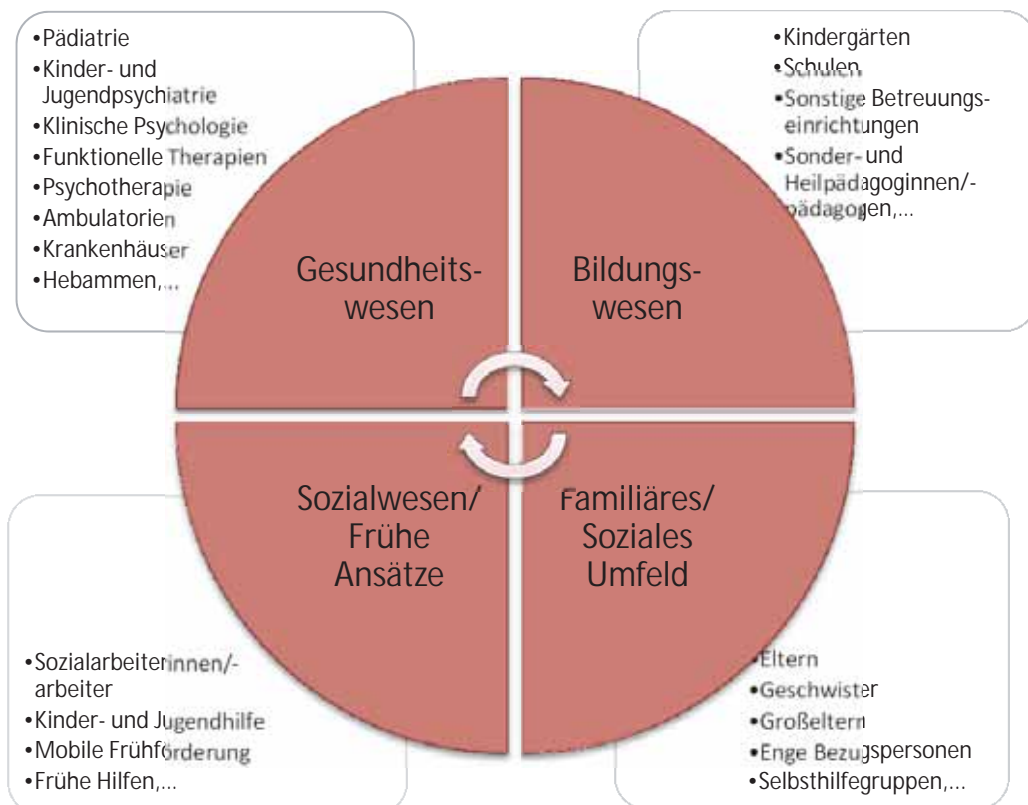 •Pädiatrie
•Kinder- und
Jugendpsychiatrie
•Klinische Psychologie
•Funktionelle Therapien
•Psychotherapie
•Ambulatorien
•Krankenhäuser
•Hebammen,...
•Kindergärten
•Schulen
•Sonstige Betreuungs-
einrichtungen
•Sonder- und
Heilpädagoginnen/-
pädagogen,...
Gesundheits-
wesen
Bildungs-
wesen
Sozialwesen/
Frühe
Ansätze
Familiäres/
Soziales
Umfeld
•Sozialarbeiterinnen/-
arbeiter
•Kinder- und Jugendhilfe
•Mobile Frühförderung
•Frühe Hilfen,...
•Eltern
•Geschwister
•Großeltern
•Enge Bezugspersonen
•Selbsthilfegruppen,...